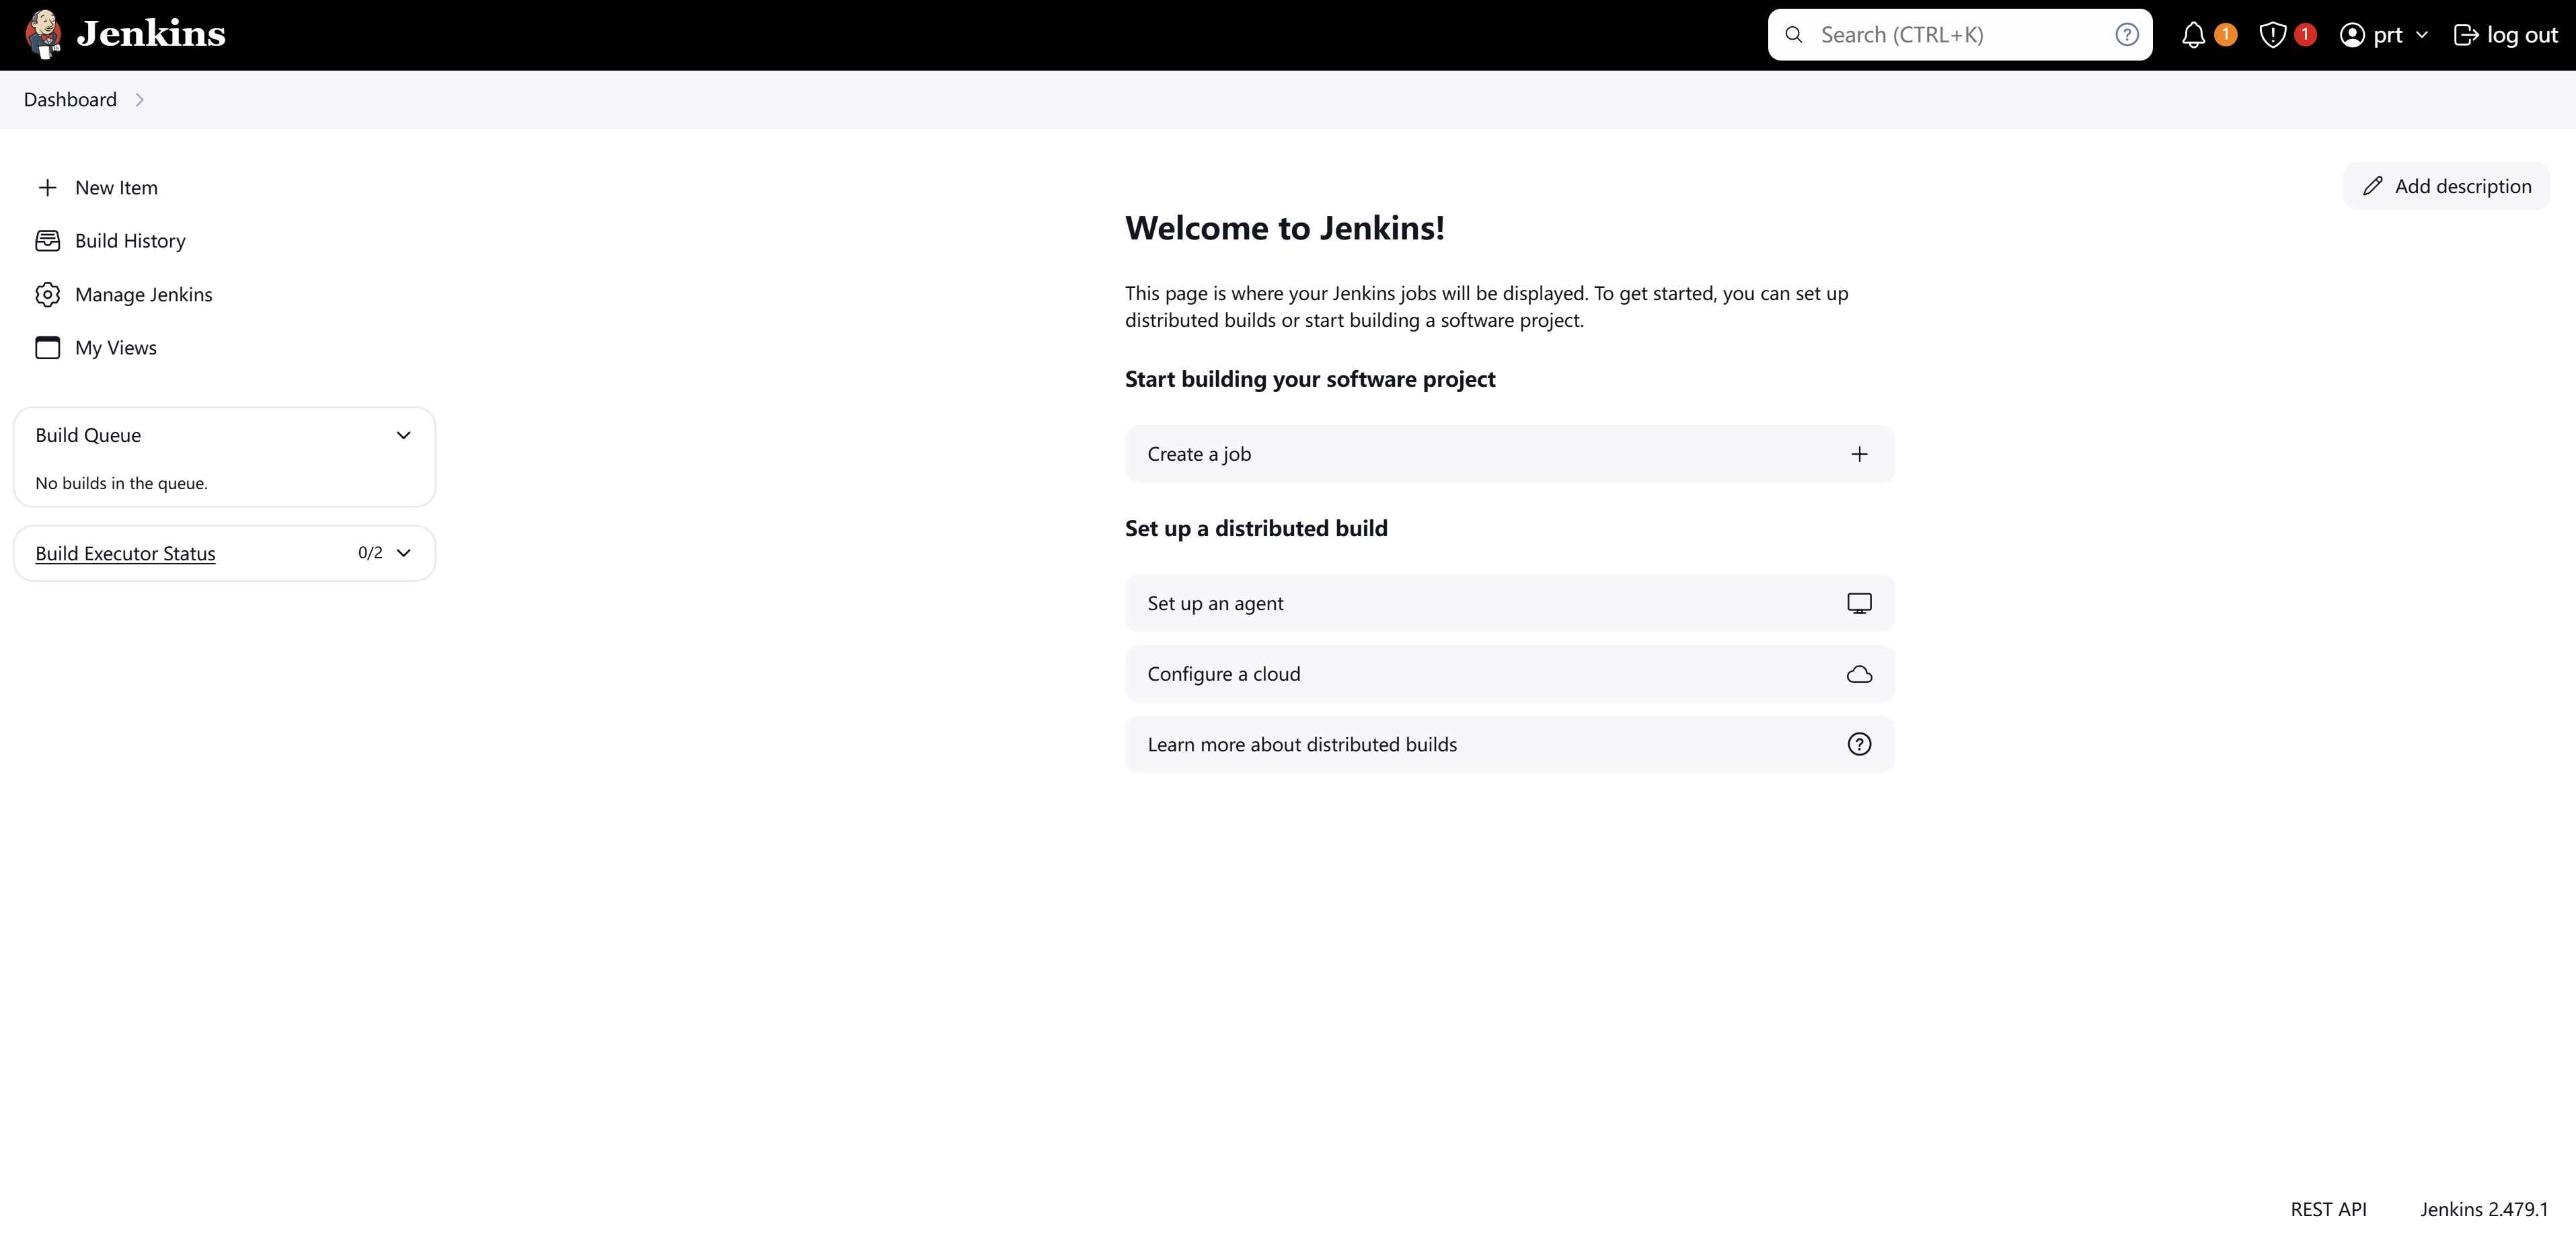 Jenkins
Search (CTRL+K)
1
1
prt
log out
Dashboard
New Item
Build History
Manage Jenkins
My Views
Build Queue
No builds in the queue.
Build Executor Status
0/2
Add description
Welcome to Jenkins!
This page is where your Jenkins jobs will be displayed. To get started, you can set up
distributed builds or start building a software project.
Start building your software project
Create a job
Set up a distributed build
Set up an agent
Configure a cloud
Learn more about distributed builds
REST API
Jenkins 2.479.1